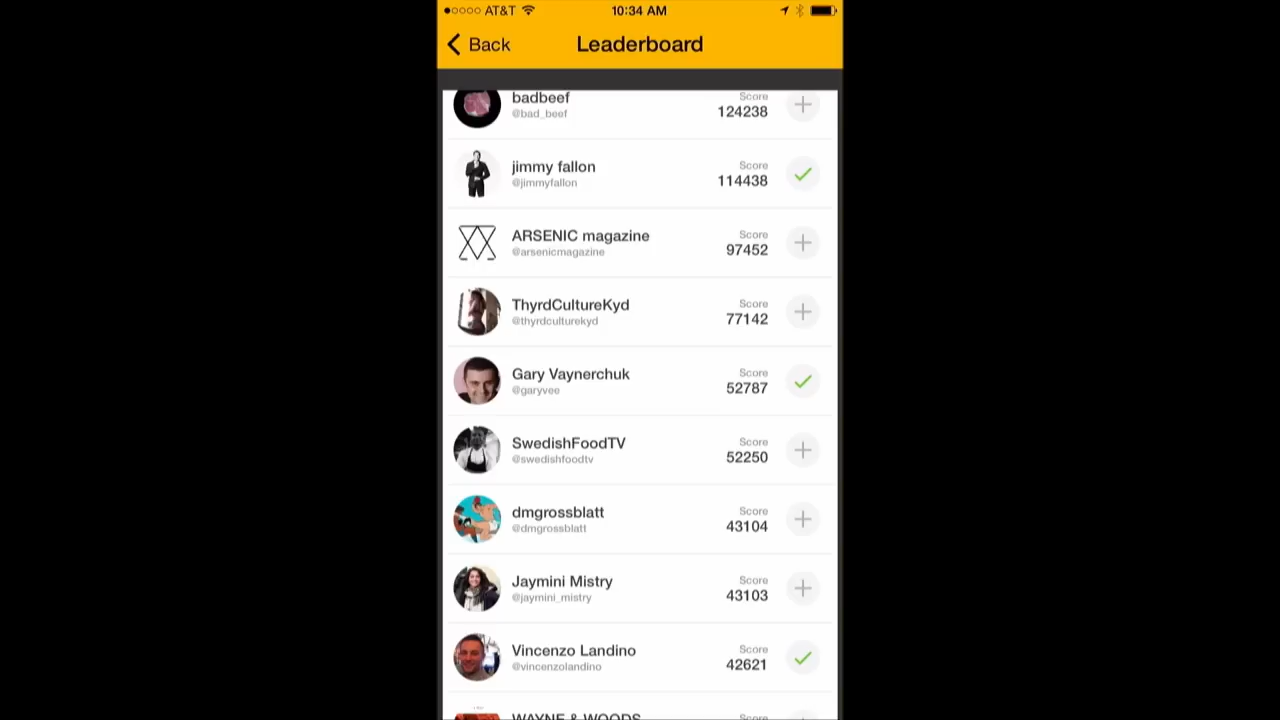 AT&T 10:34 AM
Back Leaderboard
badbeef
@bad_beef
Score
124238
jimmy fallon
@jimmyfallon
Score
114438
ARSENIC magazine
@arsenicmagazine
Score
97452
ThyrdCultureKyd
@thyrdculturekyd
Score
77142
Gary Vaynerchuk
@garyvee
Score
52787
SwedishFoodTV
@swedishfoodtv
Score
52250
dmgrossblatt
@dmgrossblatt
Score
43104
Jaymini Mistry
@jaymini_mistry
Score
43103
Vincenzo Landino
@vincenzolandino
Score
42621
WAYNE & WOODS
Score